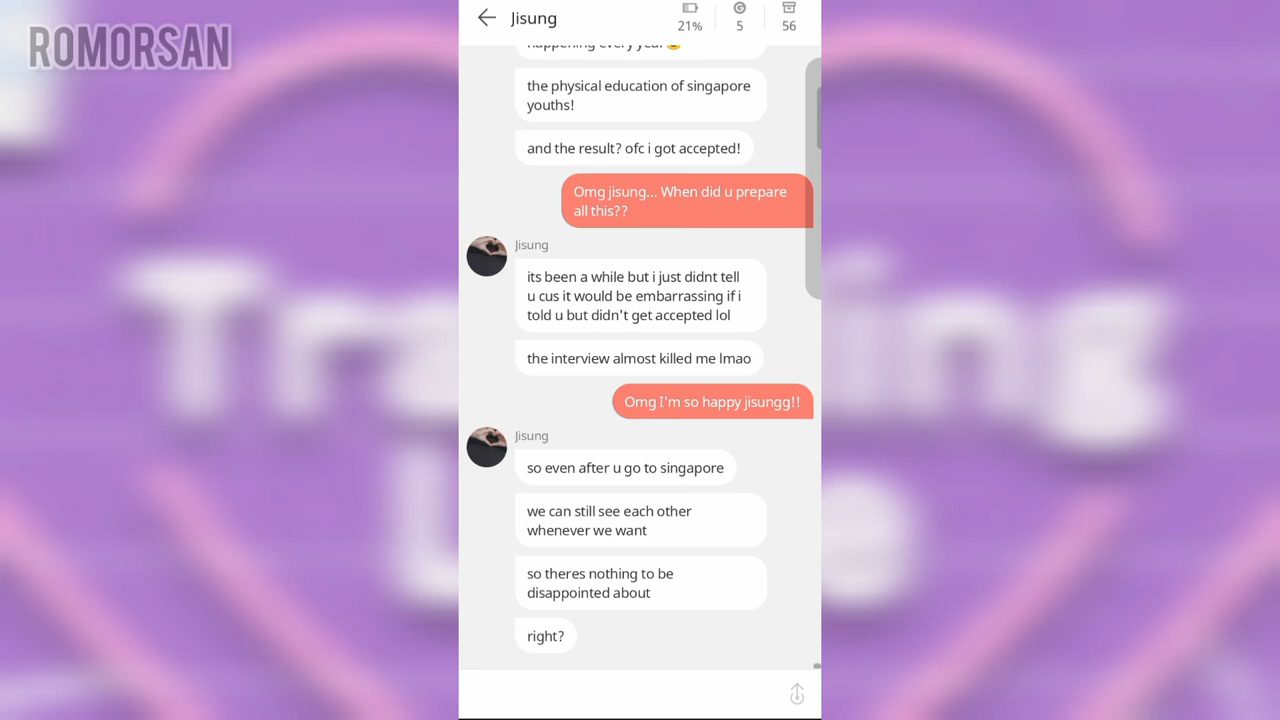 ROMORSAN
Jisung
21%
5
56
happening every year
the physical education of singapore
youths!
and the result? ofc i got accepted!
Omg jisung... When did u prepare
all this??
Jisung
its been a while but i just didnt tell
u cus it would be embarrassing if i
told u but didn't get accepted lol
the interview almost killed me lmao
Omg I'm so happy jisungg!!
Jisung
so even after u go to singapore
we can still see each other
whenever we want
so theres nothing to be
disappointed about
right?